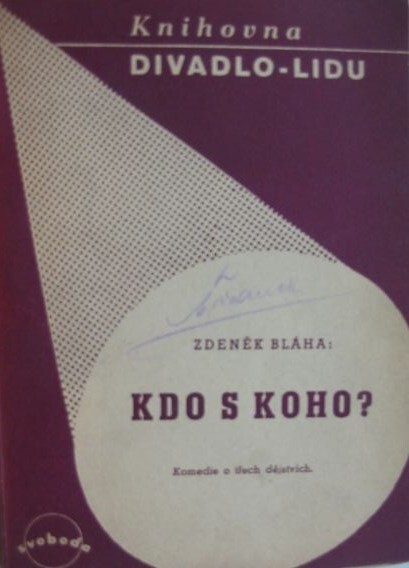 Knihovna
DIVADLO-LIDU
ZDENĚK BLÁHA:
KDO S KOHO?
Komedie o třech dějstvích.
svoboda